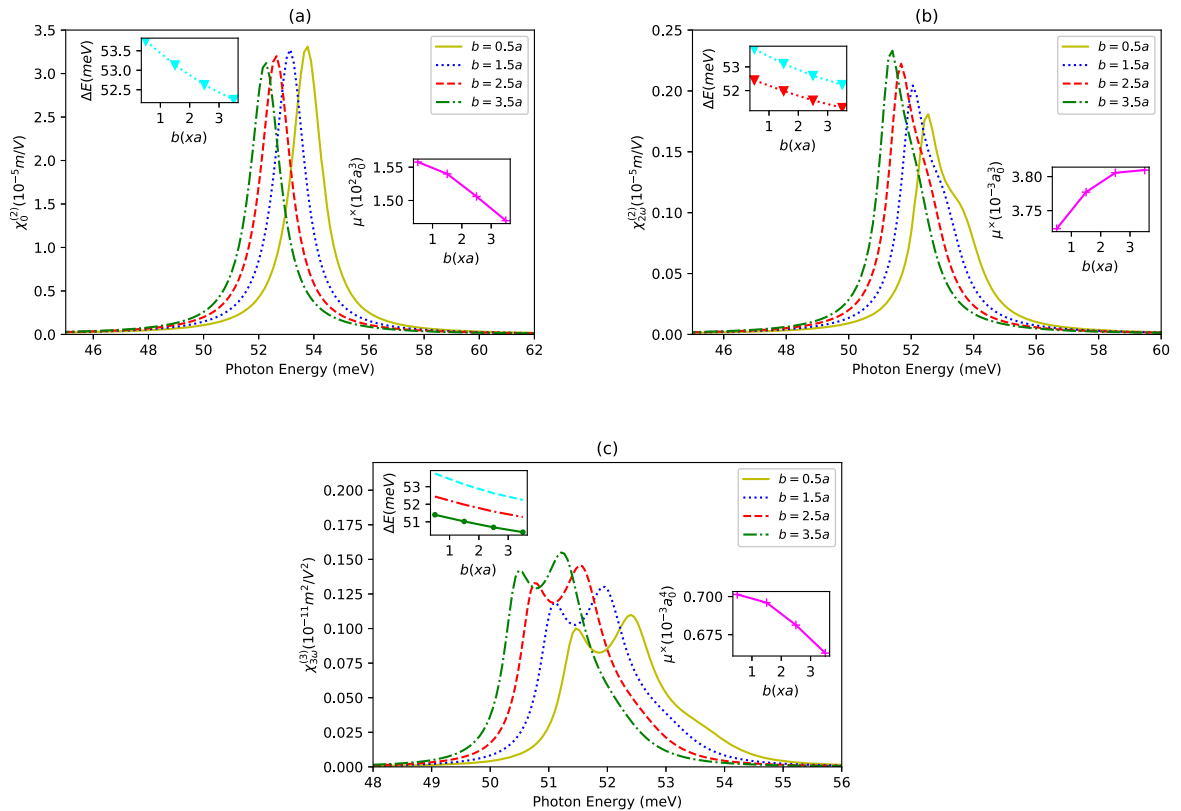 (a)
χ₀⁽²⁾(10⁻⁵m/V)
3.5
3.0
2.5
2.0
1.5
1.0
0.5
0.0
46 48 50 52 54 56 58 60 62
Photon Energy (meV)
b = 0.5a
b = 1.5a
b = 2.5a
b = 3.5a
ΔE(meV)
53.5
53.0
52.5
1 2 3
b(xa)
μˣ(10²a₀³)
1.55
1.50
1 2 3
b(xa)
(b)
χ₂ω⁽²⁾(10⁻⁵m/V)
0.25
0.20
0.15
0.10
0.05
0.00
46 48 50 52 54 56 58 60
Photon Energy (meV)
b = 0.5a
b = 1.5a
b = 2.5a
b = 3.5a
ΔE(meV)
53
52
1 2 3
b(xa)
μˣ(10⁻³a₀³)
3.80
3.75
1 2 3
b(xa)
(c)
χ₃ω⁽³⁾(10⁻¹¹m²/V²)
0.200
0.175
0.150
0.125
0.100
0.075
0.050
0.025
0.000
48 49 50 51 52 53 54 55 56
Photon Energy (meV)
b = 0.5a
b = 1.5a
b = 2.5a
b = 3.5a
ΔE(meV)
53
52
51
1 2 3
b(xa)
μˣ(10⁻³a₀⁴)
0.700
0.675
1 2 3
b(xa)